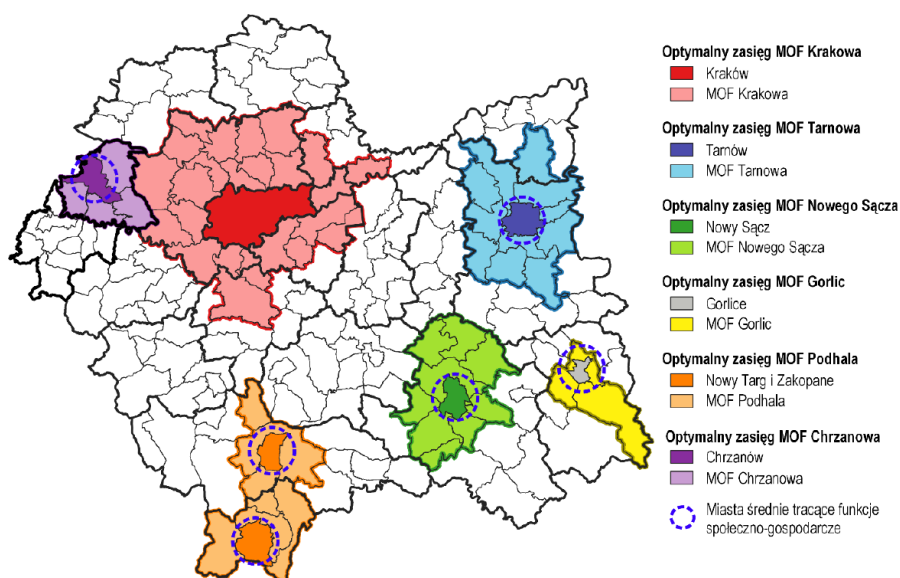 Optymalny zasięg MOF Krakowa
Kraków
MOF Krakowa
Optymalny zasięg MOF Tarnowa
Tarnów
MOF Tarnowa
Optymalny zasięg MOF Nowego Sącza
Nowy Sącz
MOF Nowego Sącza
Optymalny zasięg MOF Gorlic
Gorlice
MOF Gorlic
Optymalny zasięg MOF Podhala
Nowy Targ i Zakopane
MOF Podhala
Optymalny zasięg MOF Chrzanowa
Chrzanów
MOF Chrzanowa
Miasta średnie tracące funkcje
społeczno-gospodarcze